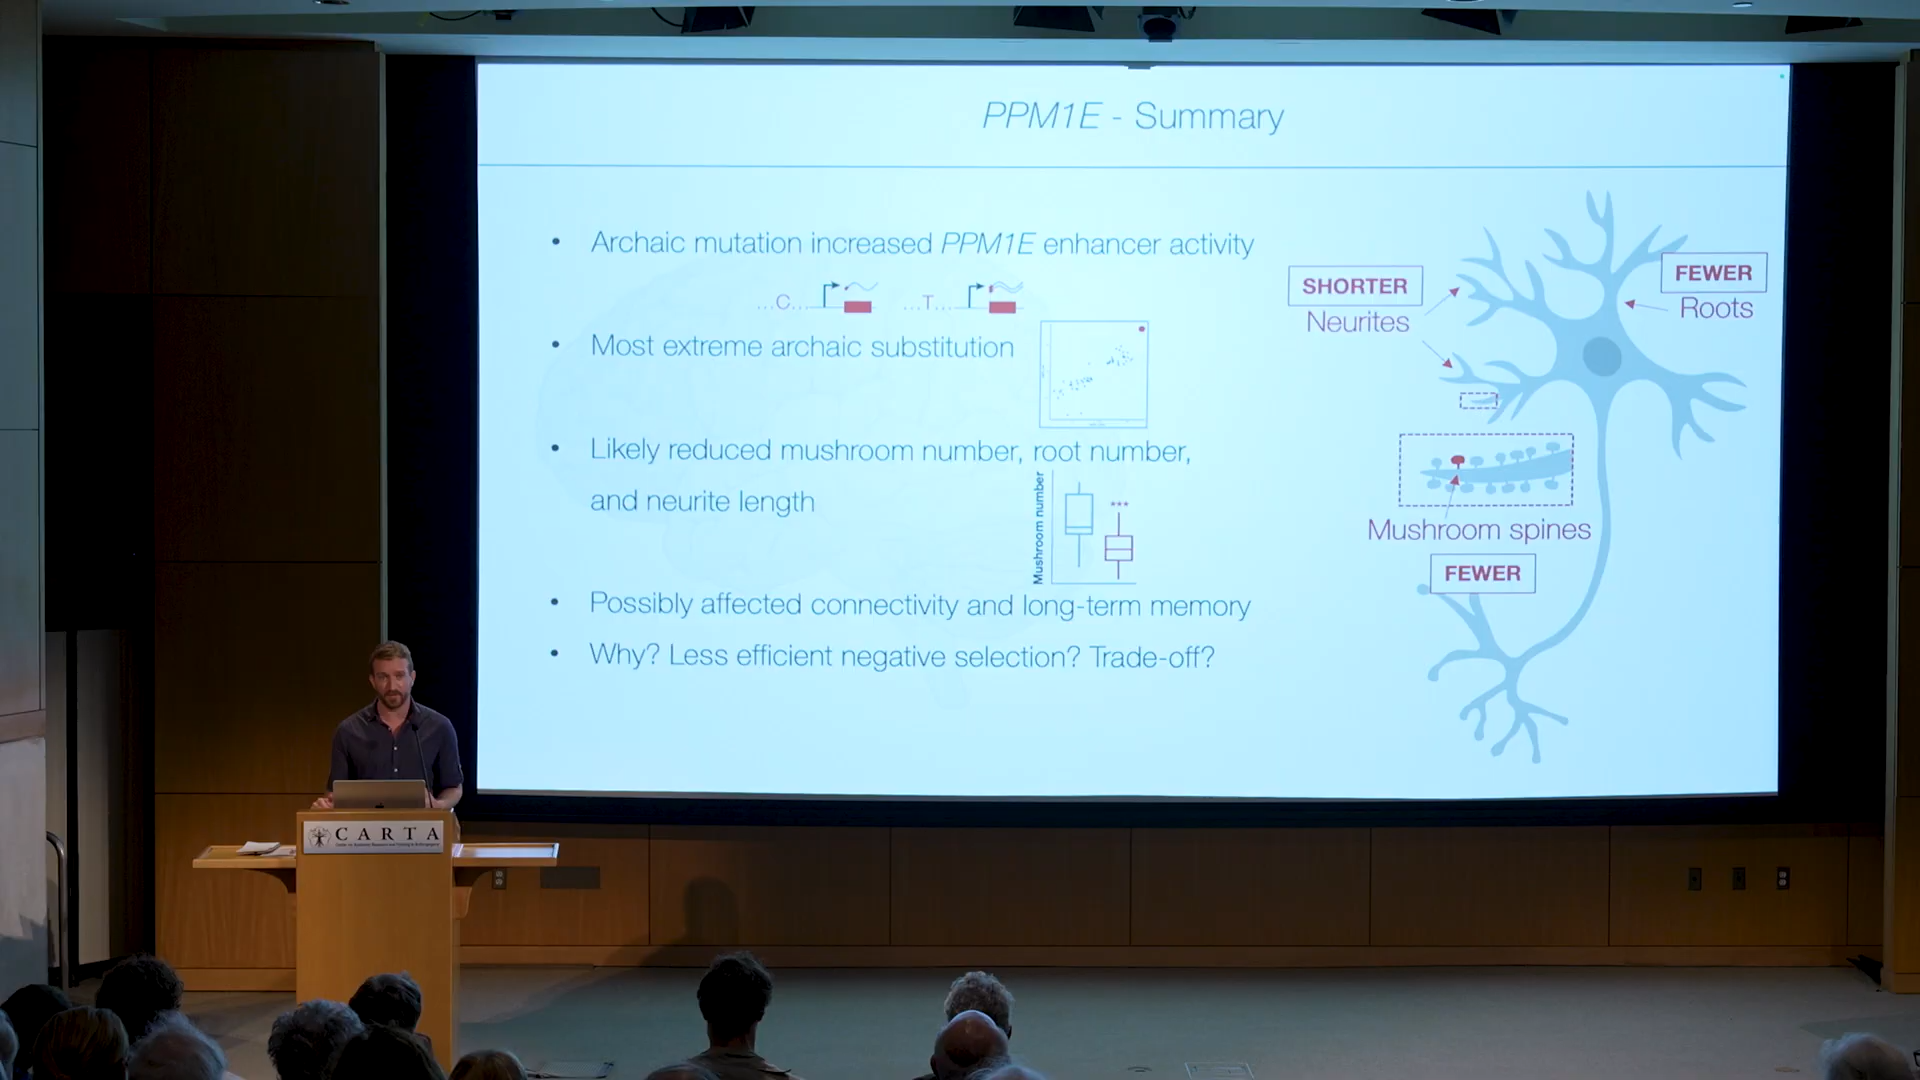 PPM1E - Summary
• Archaic mutation increased PPM1E enhancer activity
...C... ...T...
• Most extreme archaic substitution
• Likely reduced mushroom number, root number,
and neurite length
Mushroom number
***
• Possibly affected connectivity and long-term memory
• Why? Less efficient negative selection? Trade-off?
SHORTER
Neurites
FEWER
Roots
Mushroom spines
FEWER
CARTA